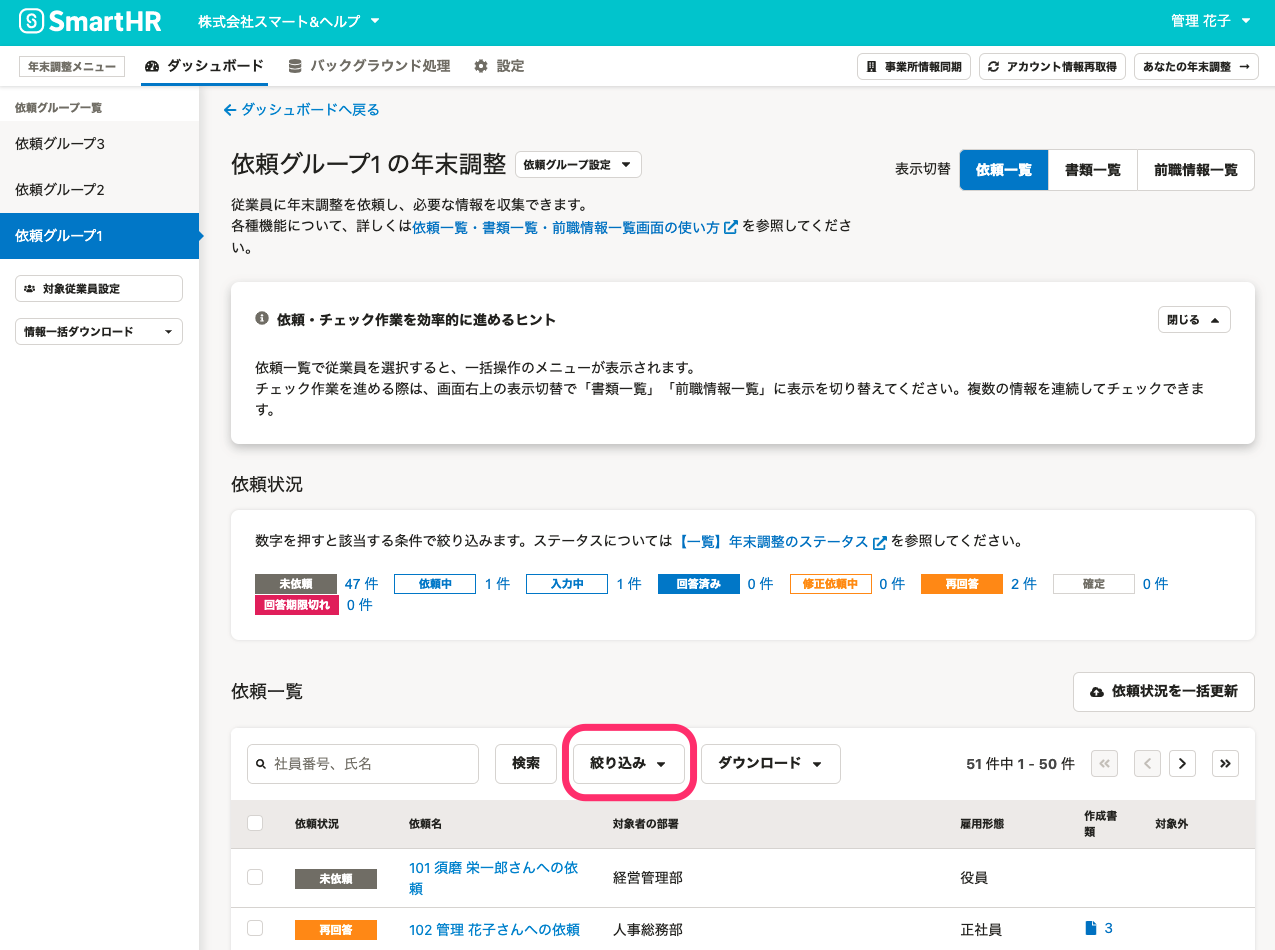 SmartHR 株式会社スマート&ヘルプ 管理 花子
年末調整メニュー ダッシュボード バックグラウンド処理 設定 事業所情報同期 アカウント情報再取得 あなたの年末調整 →
依頼グループ一覧
依頼グループ3
依頼グループ2
依頼グループ1
対象従業員設定
情報一括ダウンロード
← ダッシュボードへ戻る
依頼グループ1 の年末調整 依頼グループ設定 表示切替 依頼一覧 書類一覧 前職情報一覧
従業員に年末調整を依頼し、必要な情報を収集できます。
各種機能について、詳しくは依頼一覧・書類一覧・前職情報一覧画面の使い方 を参照してくださ
い。
依頼・チェック作業を効率的に進めるヒント 閉じる
依頼一覧で従業員を選択すると、一括操作のメニューが表示されます。
チェック作業を進める際は、画面右上の表示切替で「書類一覧」「前職情報一覧」に表示を切り替えてください。複数の情報を連続してチェックできま
す。
依頼状況
数字を押すと該当する条件で絞り込みます。ステータスについては【一覧】年末調整のステータス を参照してください。
未依頼 47 件 依頼中 1 件 入力中 1 件 回答済み 0 件 修正依頼中 0 件 再回答 2 件 確定 0 件
回答期限切れ 0 件
依頼一覧 依頼状況を一括更新
社員番号、氏名 検索 絞り込み ダウンロード 51 件中 1 - 50 件
依頼状況 依頼名 対象者の部署 雇用形態 作成書 対象外
類
未依頼 101 須磨 栄一郎さんへの依 経営管理部 役員
頼
再回答 102 管理 花子さんへの依頼 人事総務部 正社員 3